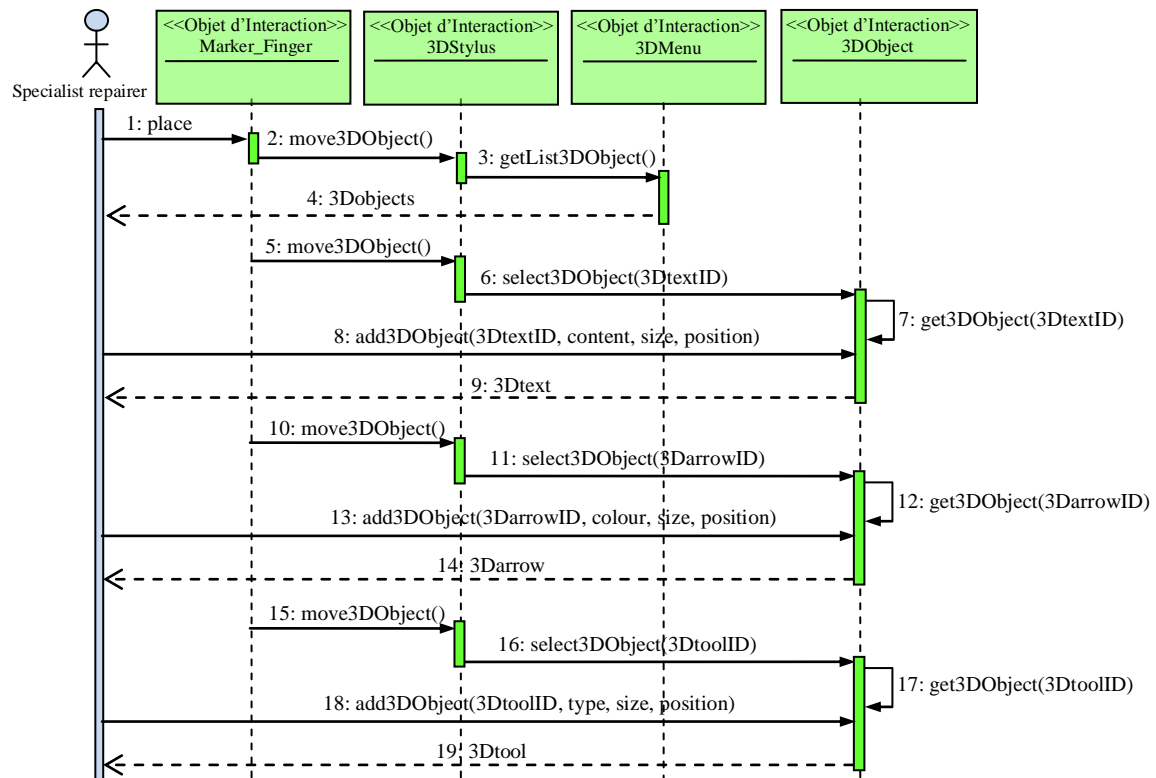 <<Objet d'Interaction>>
Marker_Finger
<<Objet d'Interaction>>
3DStylus
<<Objet d'Interaction>>
3DMenu
<<Objet d'Interaction>>
3DObject
Specialist repairer
1: place
2: move3DObject()
3: getList3DObject()
4: 3Dobjects
5: move3DObject()
6: select3DObject(3DtextID)
7: get3DObject(3DtextID)
8: add3DObject(3DtextID, content, size, position)
9: 3Dtext
10: move3DObject()
11: select3DObject(3DarrowID)
12: get3DObject(3DarrowID)
13: add3DObject(3DarrowID, colour, size, position)
14: 3Darrow
15: move3DObject()
16: select3DObject(3DtoolID)
17: get3DObject(3DtoolID)
18: add3DObject(3DtoolID, type, size, position)
19: 3Dtool